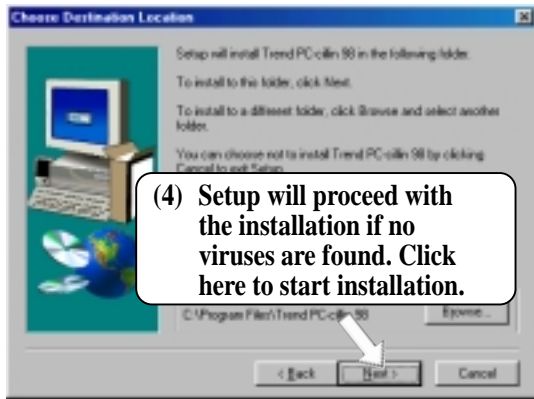 Choose Destination Location
Setup will install Trend PC-cillin 98 in the following folder.
To install to this folder, click Next.
To install to a different folder, click Browse and select another
folder.
You can choose not to install Trend PC-cillin 98 by clicking
Cancel to exit Setup.
(4) Setup will proceed with
the installation if no
viruses are found. Click
here to start installation.
C:\Program Files\Trend PC-cillin 98
Browse...
< Back
Next >
Cancel